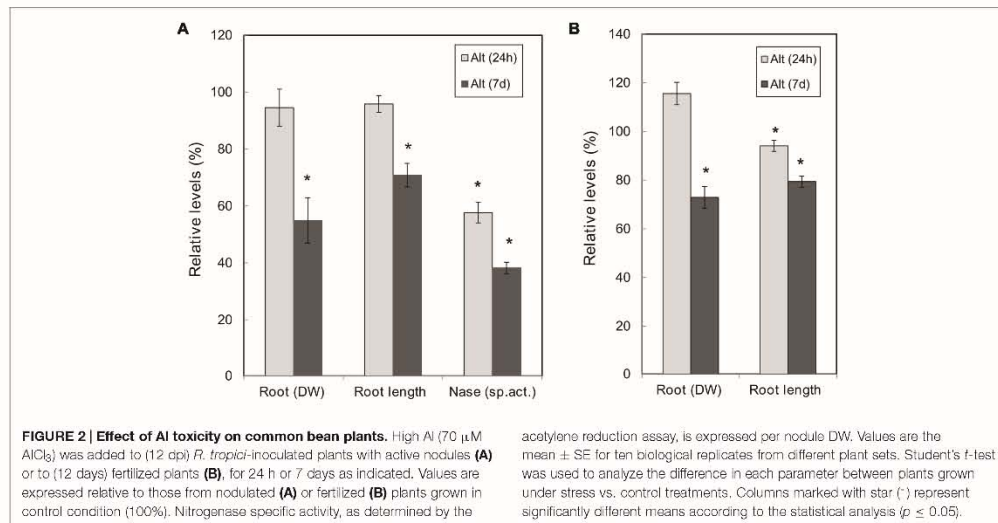 A
120
100
80
60
40
20
0
Relative levels (%)
Alt (24h)
Alt (7d)
*
*
*
*
Root (DW)
Root length
Nase (sp.act.)
B
140
120
100
80
60
40
20
0
Relative levels (%)
Alt (24h)
Alt (7d)
*
*
*
Root (DW)
Root length
FIGURE 2 | Effect of Al toxicity on common bean plants. High Al (70 μM
AlCl₃) was added to (12 dpi) R. tropici-inoculated plants with active nodules (A)
or to (12 days) fertilized plants (B), for 24 h or 7 days as indicated. Values are
expressed relative to those from nodulated (A) or fertilized (B) plants grown in
control condition (100%). Nitrogenase specific activity, as determined by the
acetylene reduction assay, is expressed per nodule DW. Values are the
mean ± SE for ten biological replicates from different plant sets. Student's t-test
was used to analyze the difference in each parameter between plants grown
under stress vs. control treatments. Columns marked with star (*) represent
significantly different means according to the statistical analysis (p ≤ 0.05).